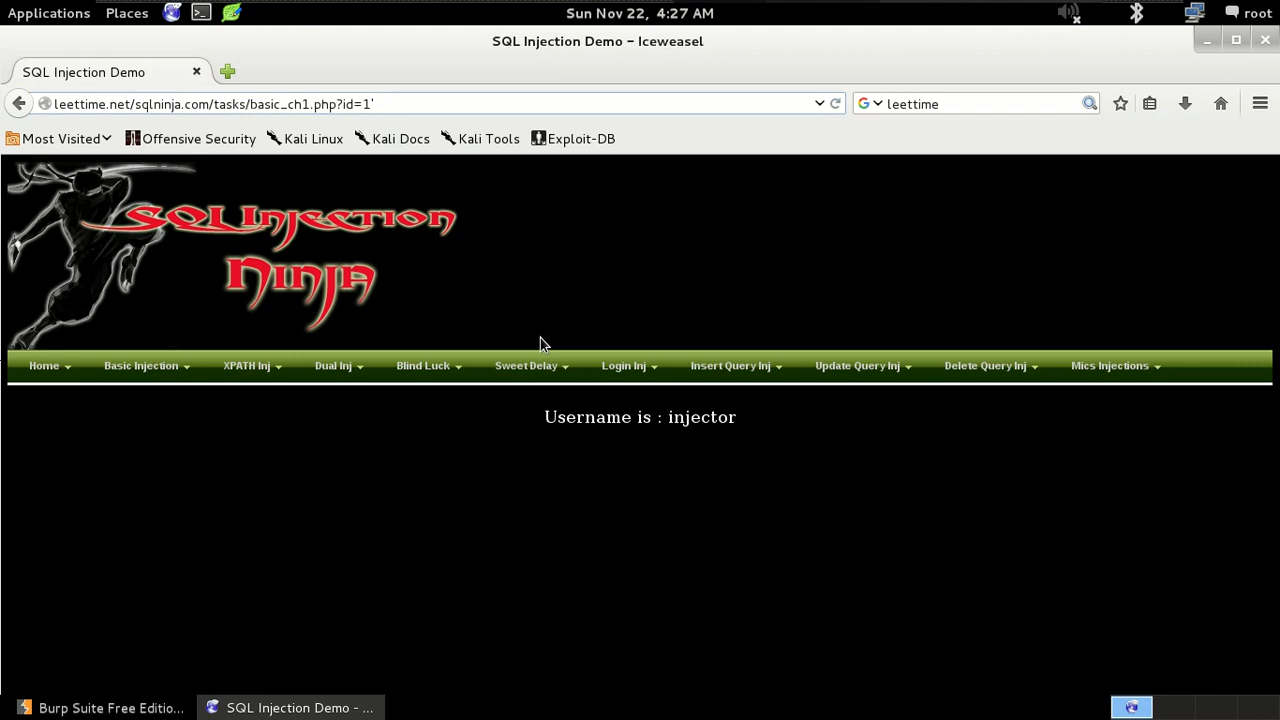 Applications Places Sun Nov 22, 4:27 AM root
SQL Injection Demo - Iceweasel
SQL Injection Demo
leettime.net/sqlninja.com/tasks/basic_ch1.php?id=1' leettime
Most Visited Offensive Security Kali Linux Kali Docs Kali Tools Exploit-DB
SQL Injection
Ninja
Home Basic Injection XPATH Inj Dual Inj Blind Luck Sweet Delay Login Inj Insert Query Inj Update Query Inj Delete Query Inj Mics Injections
Username is : injector
Burp Suite Free Editio... SQL Injection Demo - ...